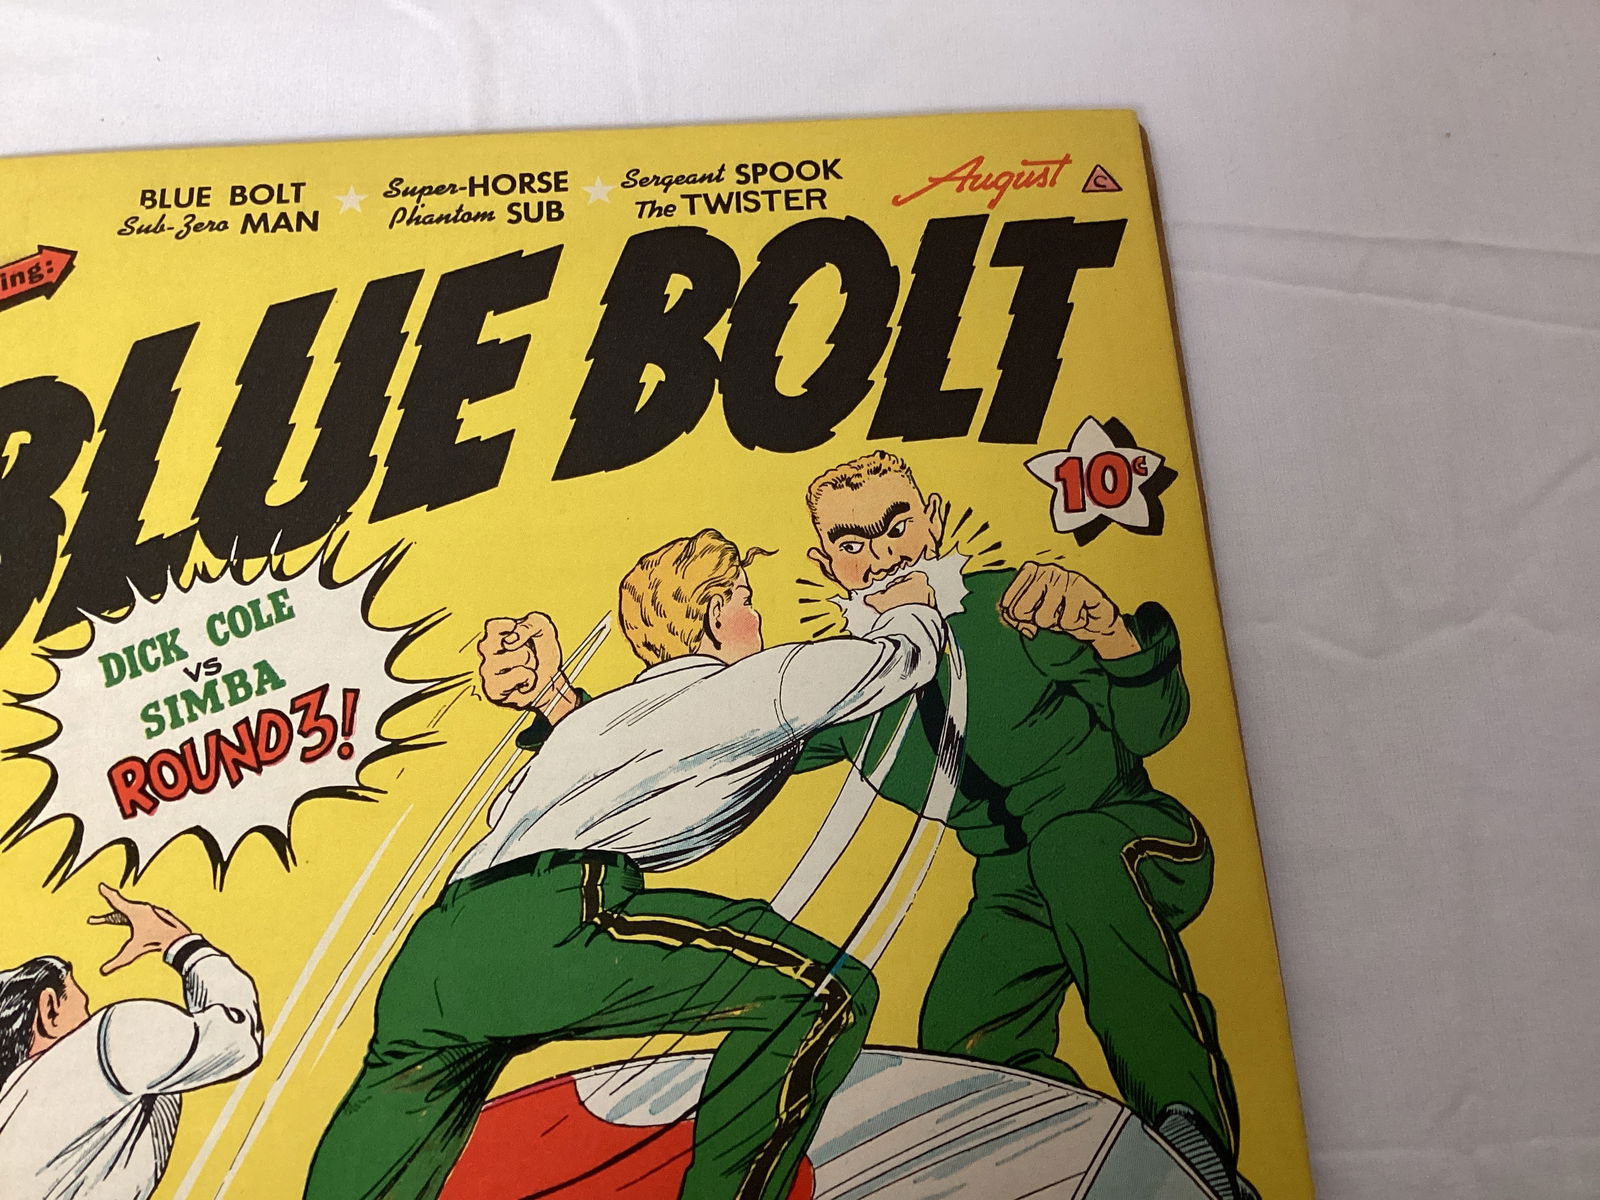 BLUE BOLT
Sub-Zero MAN
Super-HORSE
Phantom SUB
Sergeant SPOOK
The TWISTER
August
C
ing:
BLUE BOLT
10¢
DICK COLE
VS
SIMBA
ROUND 3!